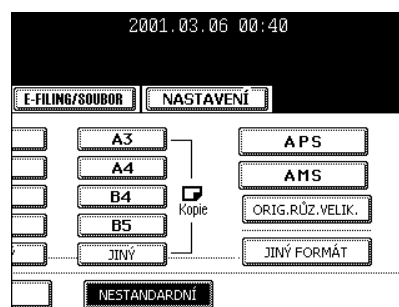 2001.03.06 00:40
E-FILING/SOUBOR NASTAVENÍ
A3 APS
A4 AMS
B4 Kopie ORIG.RŮZ.VELIK.
B5
JINÝ JINÝ FORMÁT
NESTANDARDNÍ